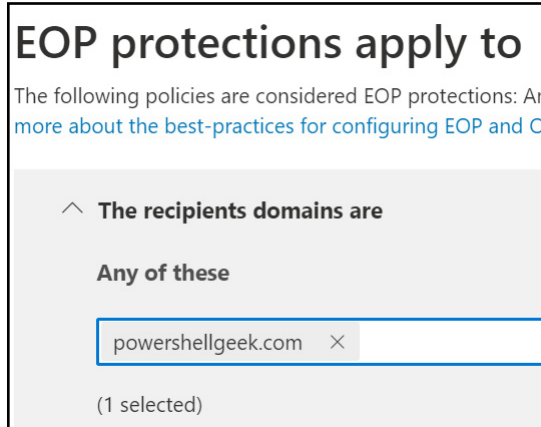 EOP protections apply to
The following policies are considered EOP protections:
more about the best-practices for configuring EOP and
The recipients domains are
Any of these
powershellgeek.com
(1 selected)